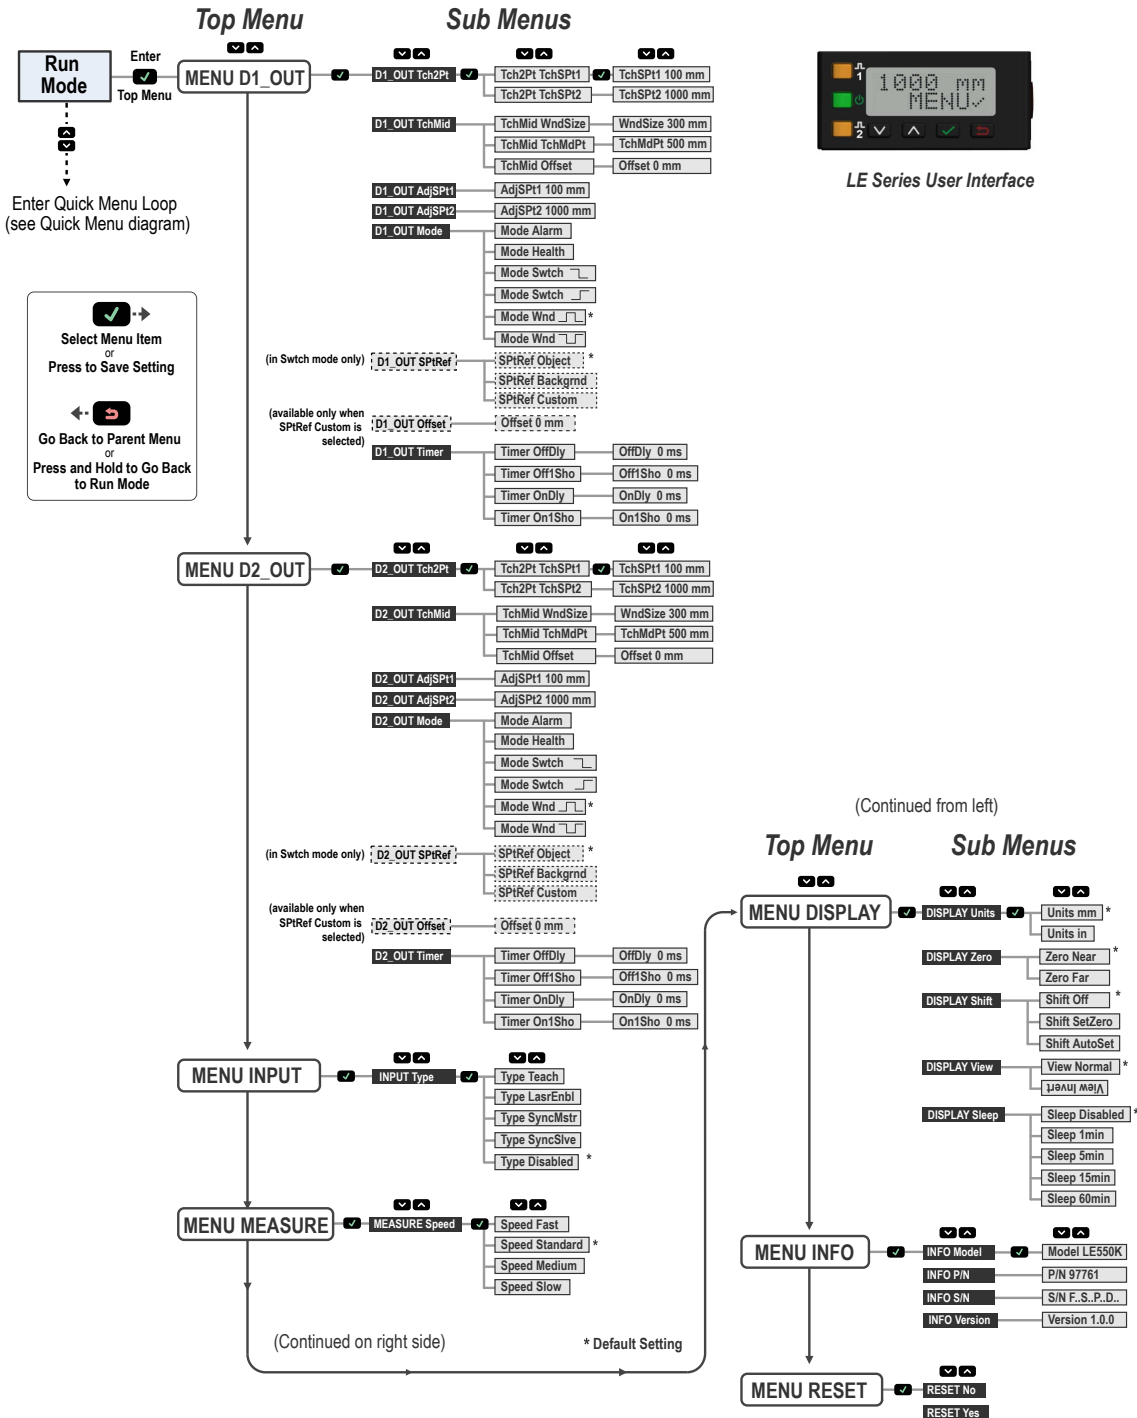 Top Menu
Sub Menus
Run
Mode
Enter
Top Menu
MENU D1_OUT
D1_OUT Tch2Pt
Tch2Pt TchSPt1
TchSPt1 100 mm
Tch2Pt TchSPt2
TchSPt2 1000 mm
D1_OUT TchMid
TchMid WndSize
WndSize 300 mm
TchMid TchMdPt
TchMdPt 500 mm
TchMid Offset
Offset 0 mm
D1_OUT AdjSPt1
AdjSPt1 100 mm
D1_OUT AdjSPt2
AdjSPt2 1000 mm
D1_OUT Mode
Mode Alarm
Mode Health
Mode Swtch
Mode Swtch
Mode Wnd *
Mode Wnd
(in Swtch mode only)
D1_OUT SPtRef
SPtRef Object *
SPtRef Backgrnd
SPtRef Custom
(available only when
SPtRef Custom is
selected)
D1_OUT Offset
Offset 0 mm
D1_OUT Timer
Timer OffDly
OffDly 0 ms
Timer Off1Sho
Off1Sho 0 ms
Timer OnDly
OnDly 0 ms
Timer On1Sho
On1Sho 0 ms
Enter Quick Menu Loop
(see Quick Menu diagram)
Select Menu Item
or
Press to Save Setting
Go Back to Parent Menu
or
Press and Hold to Go Back
to Run Mode
1000 mm
MENU✓
1
2
LE Series User Interface
MENU D2_OUT
D2_OUT Tch2Pt
Tch2Pt TchSPt1
TchSPt1 100 mm
Tch2Pt TchSPt2
TchSPt2 1000 mm
D2_OUT TchMid
TchMid WndSize
WndSize 300 mm
TchMid TchMdPt
TchMdPt 500 mm
TchMid Offset
Offset 0 mm
D2_OUT AdjSPt1
AdjSPt1 100 mm
D2_OUT AdjSPt2
AdjSPt2 1000 mm
D2_OUT Mode
Mode Alarm
Mode Health
Mode Swtch
Mode Swtch
Mode Wnd *
Mode Wnd
(in Swtch mode only)
D2_OUT SPtRef
SPtRef Object *
SPtRef Backgrnd
SPtRef Custom
(available only when
SPtRef Custom is
selected)
D2_OUT Offset
Offset 0 mm
D2_OUT Timer
Timer OffDly
OffDly 0 ms
Timer Off1Sho
Off1Sho 0 ms
Timer OnDly
OnDly 0 ms
Timer On1Sho
On1Sho 0 ms
MENU INPUT
INPUT Type
Type Teach
Type LasrEnbl
Type SyncMstr
Type SyncSlve
Type Disabled *
MENU MEASURE
MEASURE Speed
Speed Fast
Speed Standard *
Speed Medium
Speed Slow
(Continued on right side)
* Default Setting
(Continued from left)
Top Menu
Sub Menus
MENU DISPLAY
DISPLAY Units
Units mm *
Units in
DISPLAY Zero
Zero Near *
Zero Far
DISPLAY Shift
Shift Off *
Shift SetZero
Shift AutoSet
DISPLAY View
View Normal *
View Invert
DISPLAY Sleep
Sleep Disabled *
Sleep 1min
Sleep 5min
Sleep 15min
Sleep 60min
MENU INFO
INFO Model
Model LE550K
INFO P/N
P/N 97761
INFO S/N
S/N F..S..P..D..
INFO Version
Version 1.0.0
MENU RESET
RESET No
RESET Yes